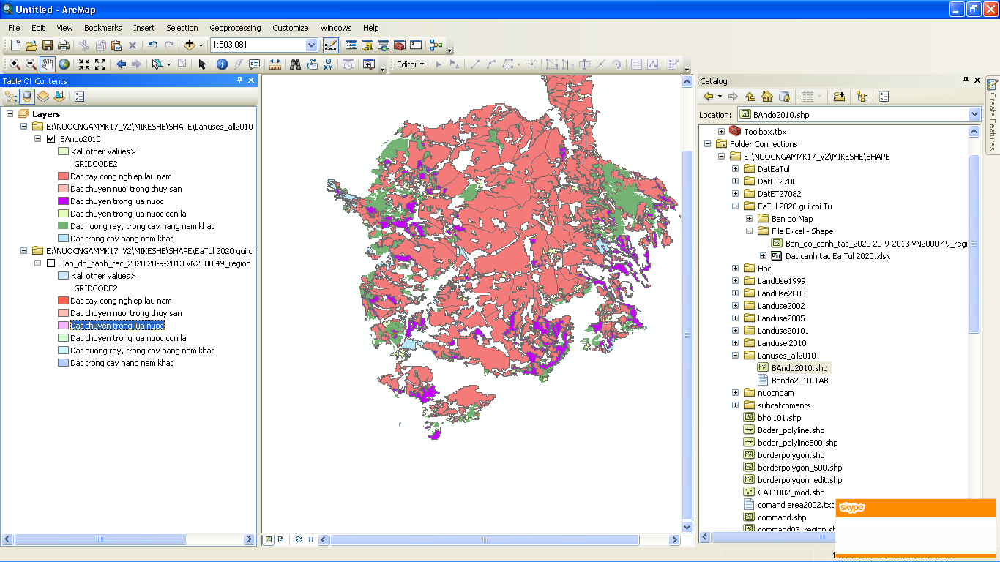 Untitled - ArcMap
File Edit View Bookmarks Insert Selection Geoprocessing Customize Windows Help
1:503,081
Editor
Table Of Contents
Layers
E:\NUOCNGAMMK17_V2\MIKESHE\SHAPE\Lanuses_all2010
BAndo2010
<all other values>
GRIDCODE2
Dat cay cong nghiep lau nam
Dat chuyen nuoi trong thuy san
Dat chuyen trong lua nuoc
Dat chuyen trong lua nuoc con lai
Dat nuong ray, trong cay hang nam khac
Dat trong cay hang nam khac
E:\NUOCNGAMMK17_V2\MIKESHE\SHAPE\EaTul 2020 gui ch
Ban_do_canh_tac_2020 20-9-2013 VN2000 49_region
<all other values>
GRIDCODE2
Dat cay cong nghiep lau nam
Dat chuyen nuoi trong thuy san
Dat chuyen trong lua nuoc
Dat chuyen trong lua nuoc con lai
Dat nuong ray, trong cay hang nam khac
Dat trong cay hang nam khac
Catalog
Location: BAndo2010.shp
Toolbox.tbx
Folder Connections
E:\NUOCNGAMMK17_V2\MIKESHE\SHAPE
DatEaTul
DatET2708
DatET27082
EaTul 2020 gui chi Tu
Ban do Map
File Excel - Shape
Ban_do_canh_tac_2020 20-9-2013 VN2000 49_regi
Dat canh tac Ea Tul 2020.xlsx
Hoc
LandUse1999
LandUse2000
Landuse2002
Landuse2005
Landuse20101
Landusel2010
Lanuses_all2010
BAndo2010.shp
Bando2010.TAB
nuocngam
subcatchments
bhoi101.shp
Boder_polyline.shp
boder_polyline500.shp
borderpolygon.shp
borderpolygon_500.shp
borderpolygon_edit.shp
CAT1002_mod.shp
comand area2002.txt
command.shp
command03_region.sh
Create Features
skype